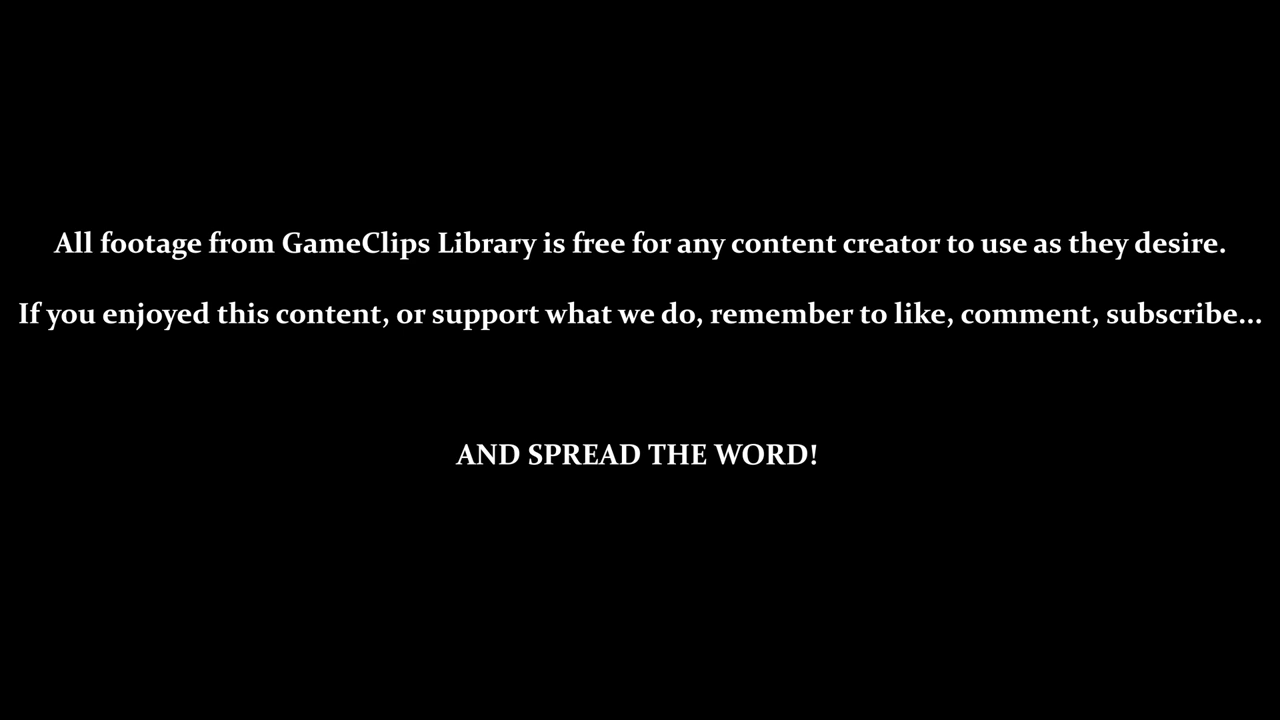 All footage from GameClips Library is free for any content creator to use as they desire.
If you enjoyed this content, or support what we do, remember to like, comment, subscribe...
AND SPREAD THE WORD!